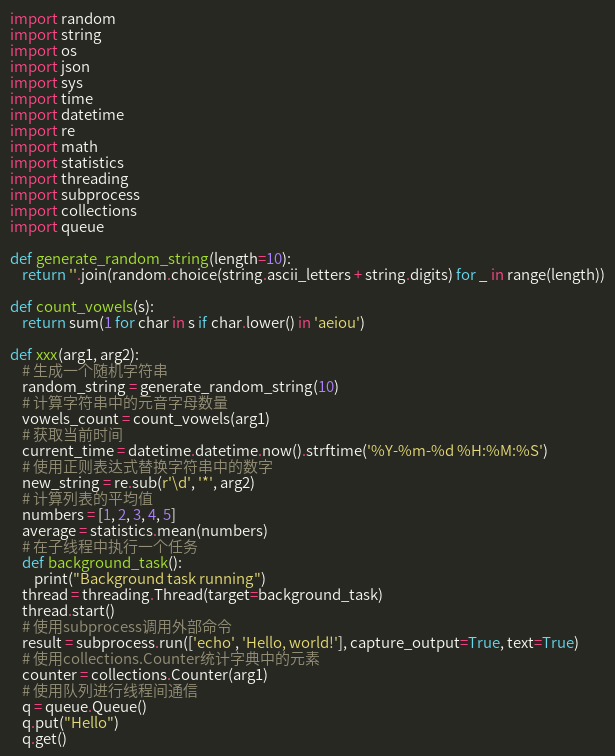 import random
import string
import os
import json
import sys
import time
import datetime
import re
import math
import statistics
import threading
import subprocess
import collections
import queue

def generate_random_string(length=10):
    return ''.join(random.choice(string.ascii_letters + string.digits) for _ in range(length))

def count_vowels(s):
    return sum(1 for char in s if char.lower() in 'aeiou')

def xxx(arg1, arg2):
    # 生成一个随机字符串
    random_string = generate_random_string(10)
    # 计算字符串中的元音字母数量
    vowels_count = count_vowels(arg1)
    # 获取当前时间
    current_time = datetime.datetime.now().strftime('%Y-%m-%d %H:%M:%S')
    # 使用正则表达式替换字符串中的数字
    new_string = re.sub(r'\d', '*', arg2)
    # 计算列表的平均值
    numbers = [1, 2, 3, 4, 5]
    average = statistics.mean(numbers)
    # 在子线程中执行一个任务
    def background_task():
        print("Background task running")
    thread = threading.Thread(target=background_task)
    thread.start()
    # 使用subprocess调用外部命令
    result = subprocess.run(['echo', 'Hello, world!'], capture_output=True, text=True)
    # 使用collections.Counter统计字典中的元素
    counter = collections.Counter(arg1)
    # 使用队列进行线程间通信
    q = queue.Queue()
    q.put("Hello")
    q.get()